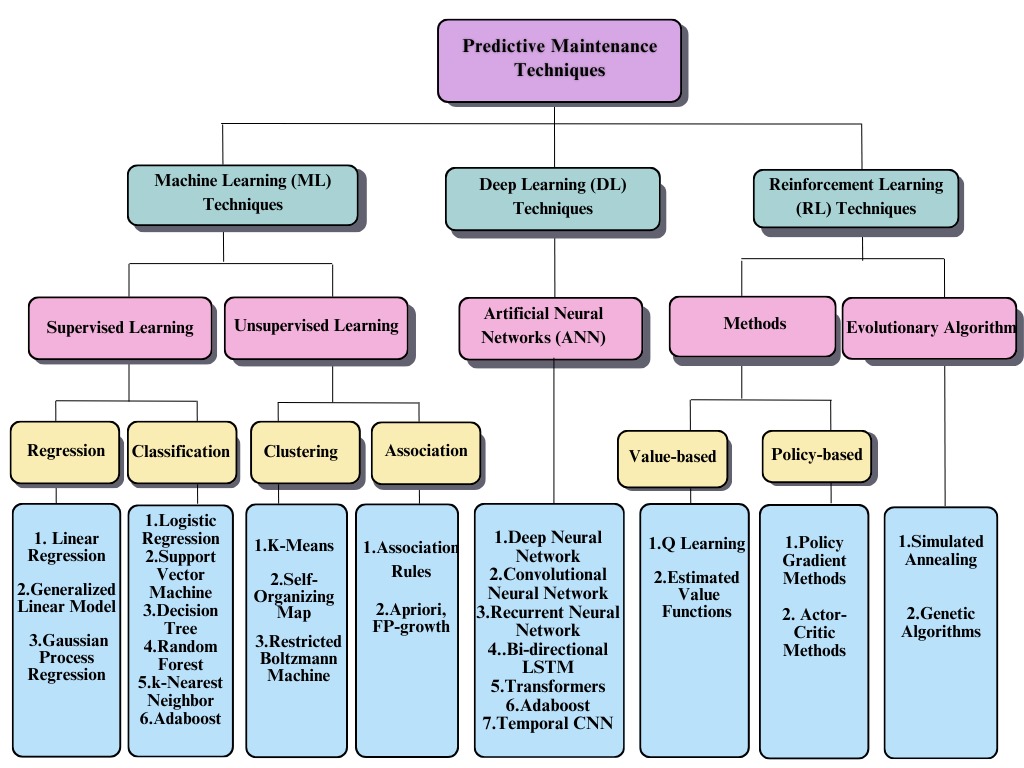 Predictive Maintenance
Techniques
Machine Learning (ML)
Techniques
Deep Learning (DL)
Techniques
Reinforcement Learning
(RL) Techniques
Supervised Learning
Unsupervised Learning
Artificial Neural
Networks (ANN)
Methods
Evolutionary Algorithm
Regression
Classification
Clustering
Association
Value-based
Policy-based
1. Linear
Regression
2.Generalized
Linear Model
3.Gaussian
Process
Regression
1.Logistic
Regression
2.Support
Vector
Machine
3.Decision
Tree
4.Random
Forest
5.k-Nearest
Neighbor
6.Adaboost
1.K-Means
2.Self-
Organizing
Map
3.Restricted
Boltzmann
Machine
1.Association
Rules
2.Apriori,
FP-growth
1.Deep Neural
Network
2.Convolutional
Neural Network
3.Recurrent Neural
Network
4..Bi-directional
LSTM
5.Transformers
6.Adaboost
7.Temporal CNN
1.Q Learning
2.Estimated
Value
Functions
1.Policy
Gradient
Methods
2. Actor-
Critic
Methods
1.Simulated
Annealing
2.Genetic
Algorithms